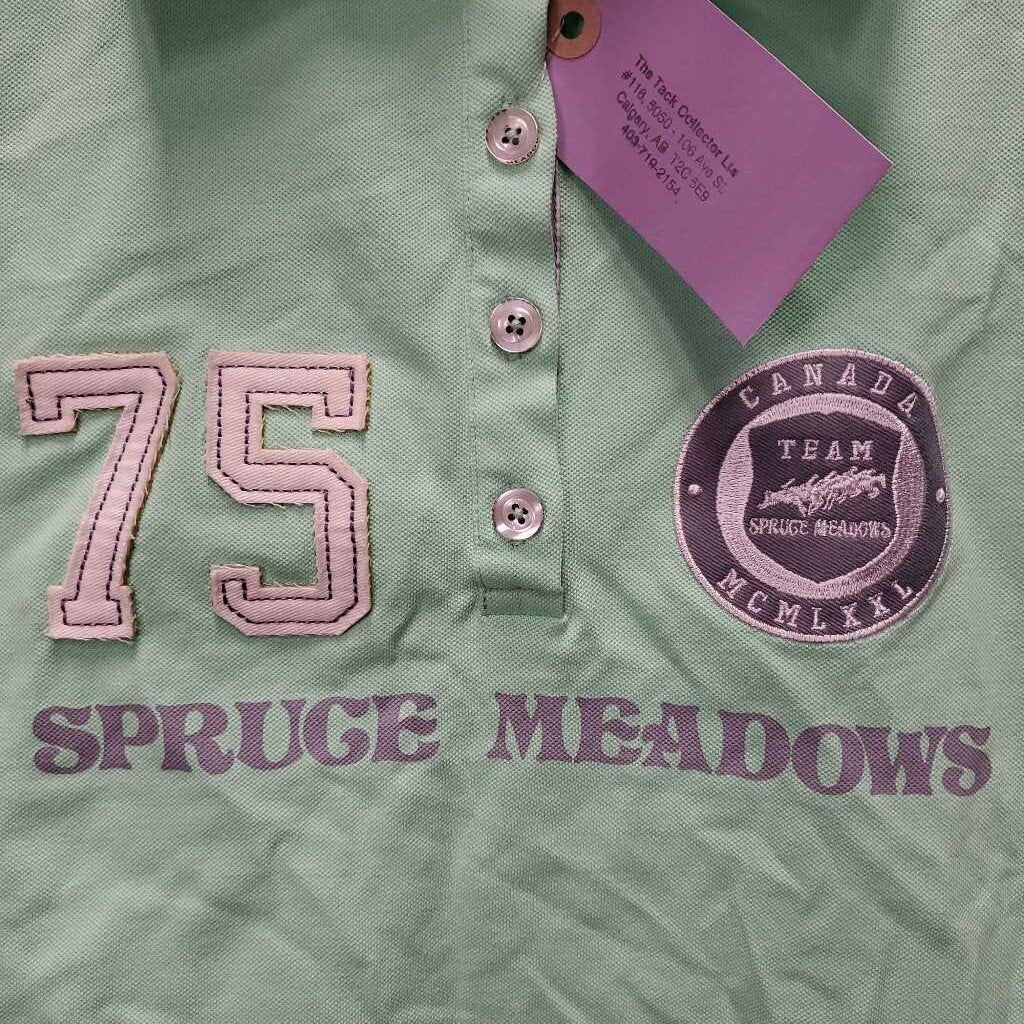 The Tack Collector Ltd
#118, 5050 - 106 Ave SE
Calgary, AB T2C 5E9
403-719-2154
75
CANADA
TEAM
SPRUCE MEADOWS
MCMLXXL
SPRUCE MEADOWS